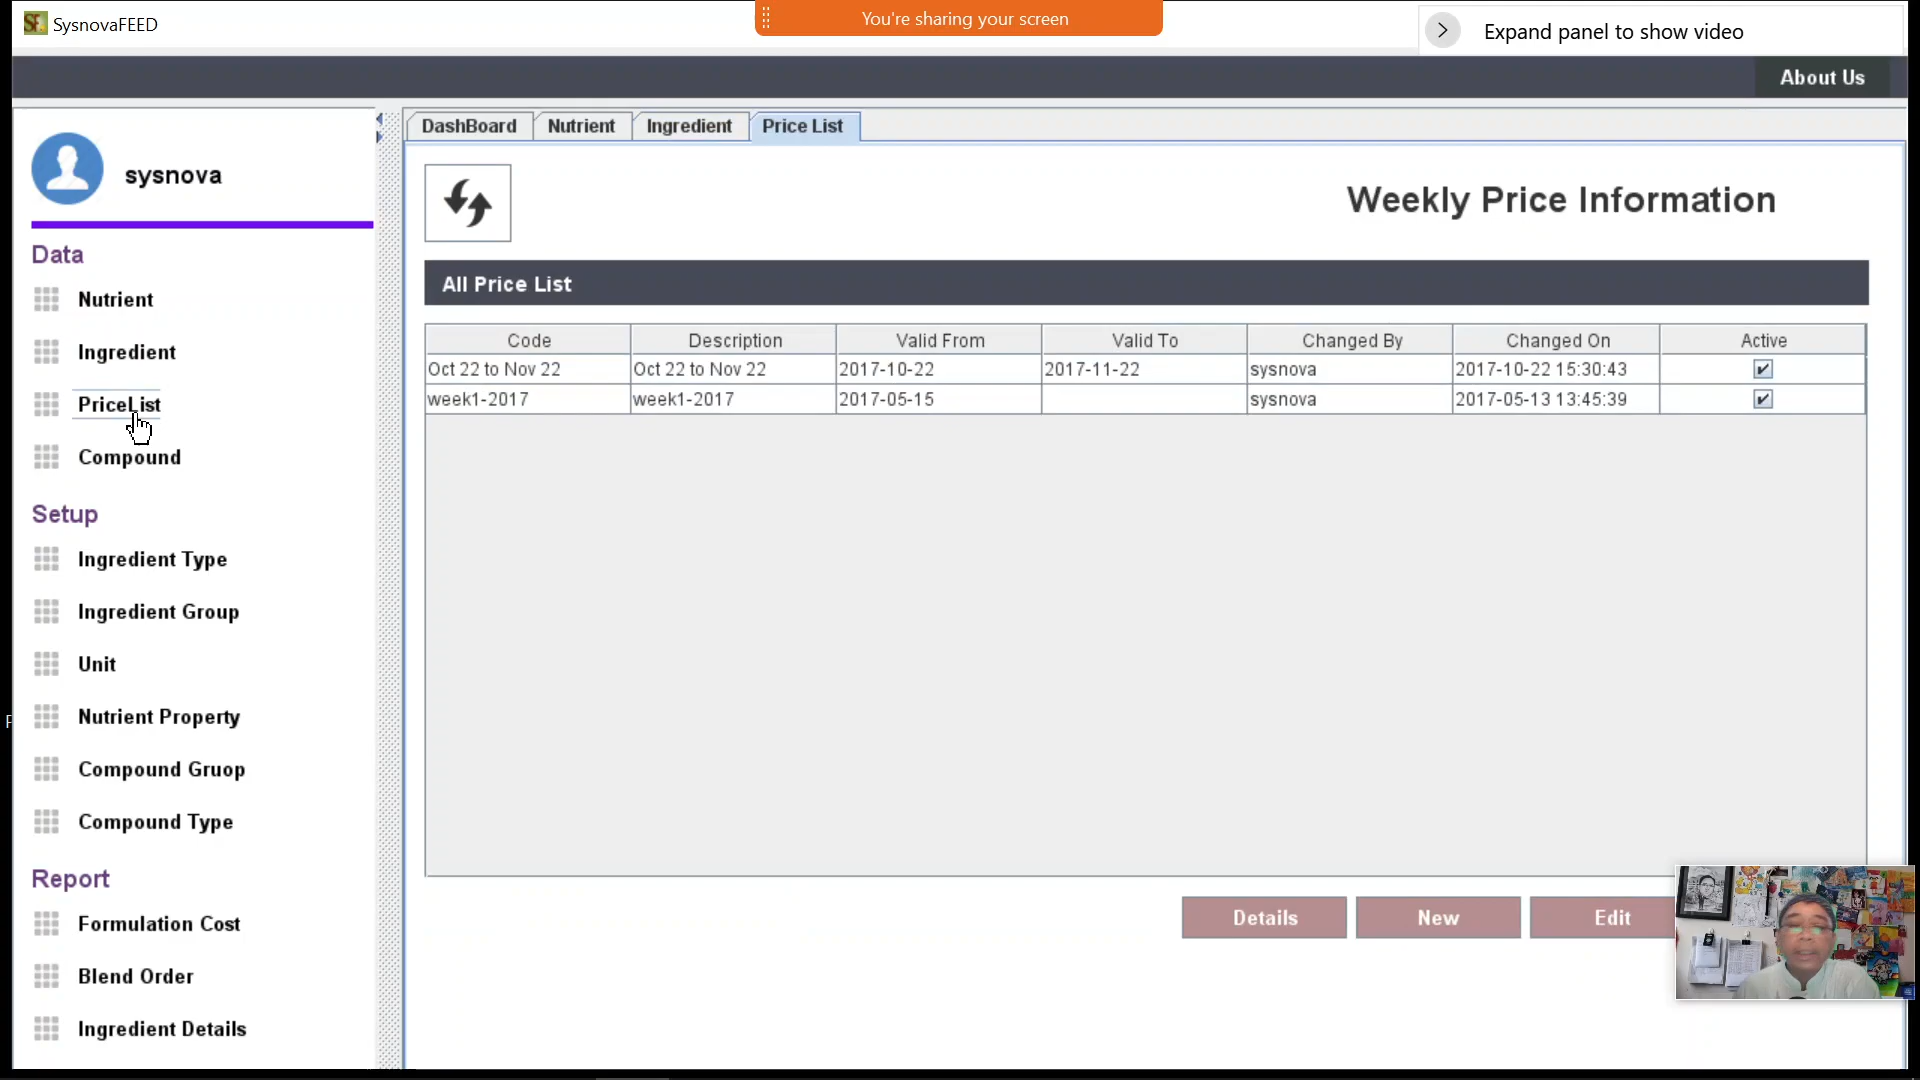 SysnovaFEED
You're sharing your screen
Expand panel to show video
About Us
sysnova
Data
Nutrient
Ingredient
PriceList
Compound
Setup
Ingredient Type
Ingredient Group
Unit
Nutrient Property
Compound Gruop
Compound Type
Report
Formulation Cost
Blend Order
Ingredient Details
DashBoard Nutrient Ingredient Price List
Weekly Price Information
All Price List
Code Description Valid From Valid To Changed By Changed On Active
Oct 22 to Nov 22 Oct 22 to Nov 22 2017-10-22 2017-11-22 sysnova 2017-10-22 15:30:43
week1-2017 week1-2017 2017-05-15 sysnova 2017-05-13 13:45:39
Details New Edit